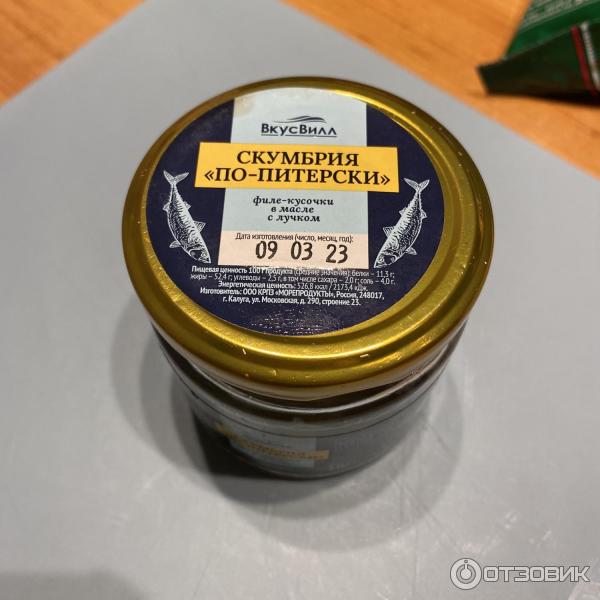 ВкусВилл
СКУМБРИЯ
«ПО-ПИТЕРСКИ»
филе-кусочки
в масле
с лучком
Дата изготовления (число, месяц, год):
09 03 23
Пищевая ценность 100 г продукта (средние значения): белки – 11,3 г;
жиры – 52,4 г; углеводы – 2,5 г, в том числе сахара – 2,0 г; соль – 4,0 г.
Энергетическая ценность: 526,8 ккал / 2173,4 кДж.
Изготовитель: ООО КРПЗ «МОРЕПРОДУКТЫ», Россия, 248017,
г. Калуга, ул. Московская, д. 290, строение 23.
СКУМБРИЯ
ОТЗОВИК